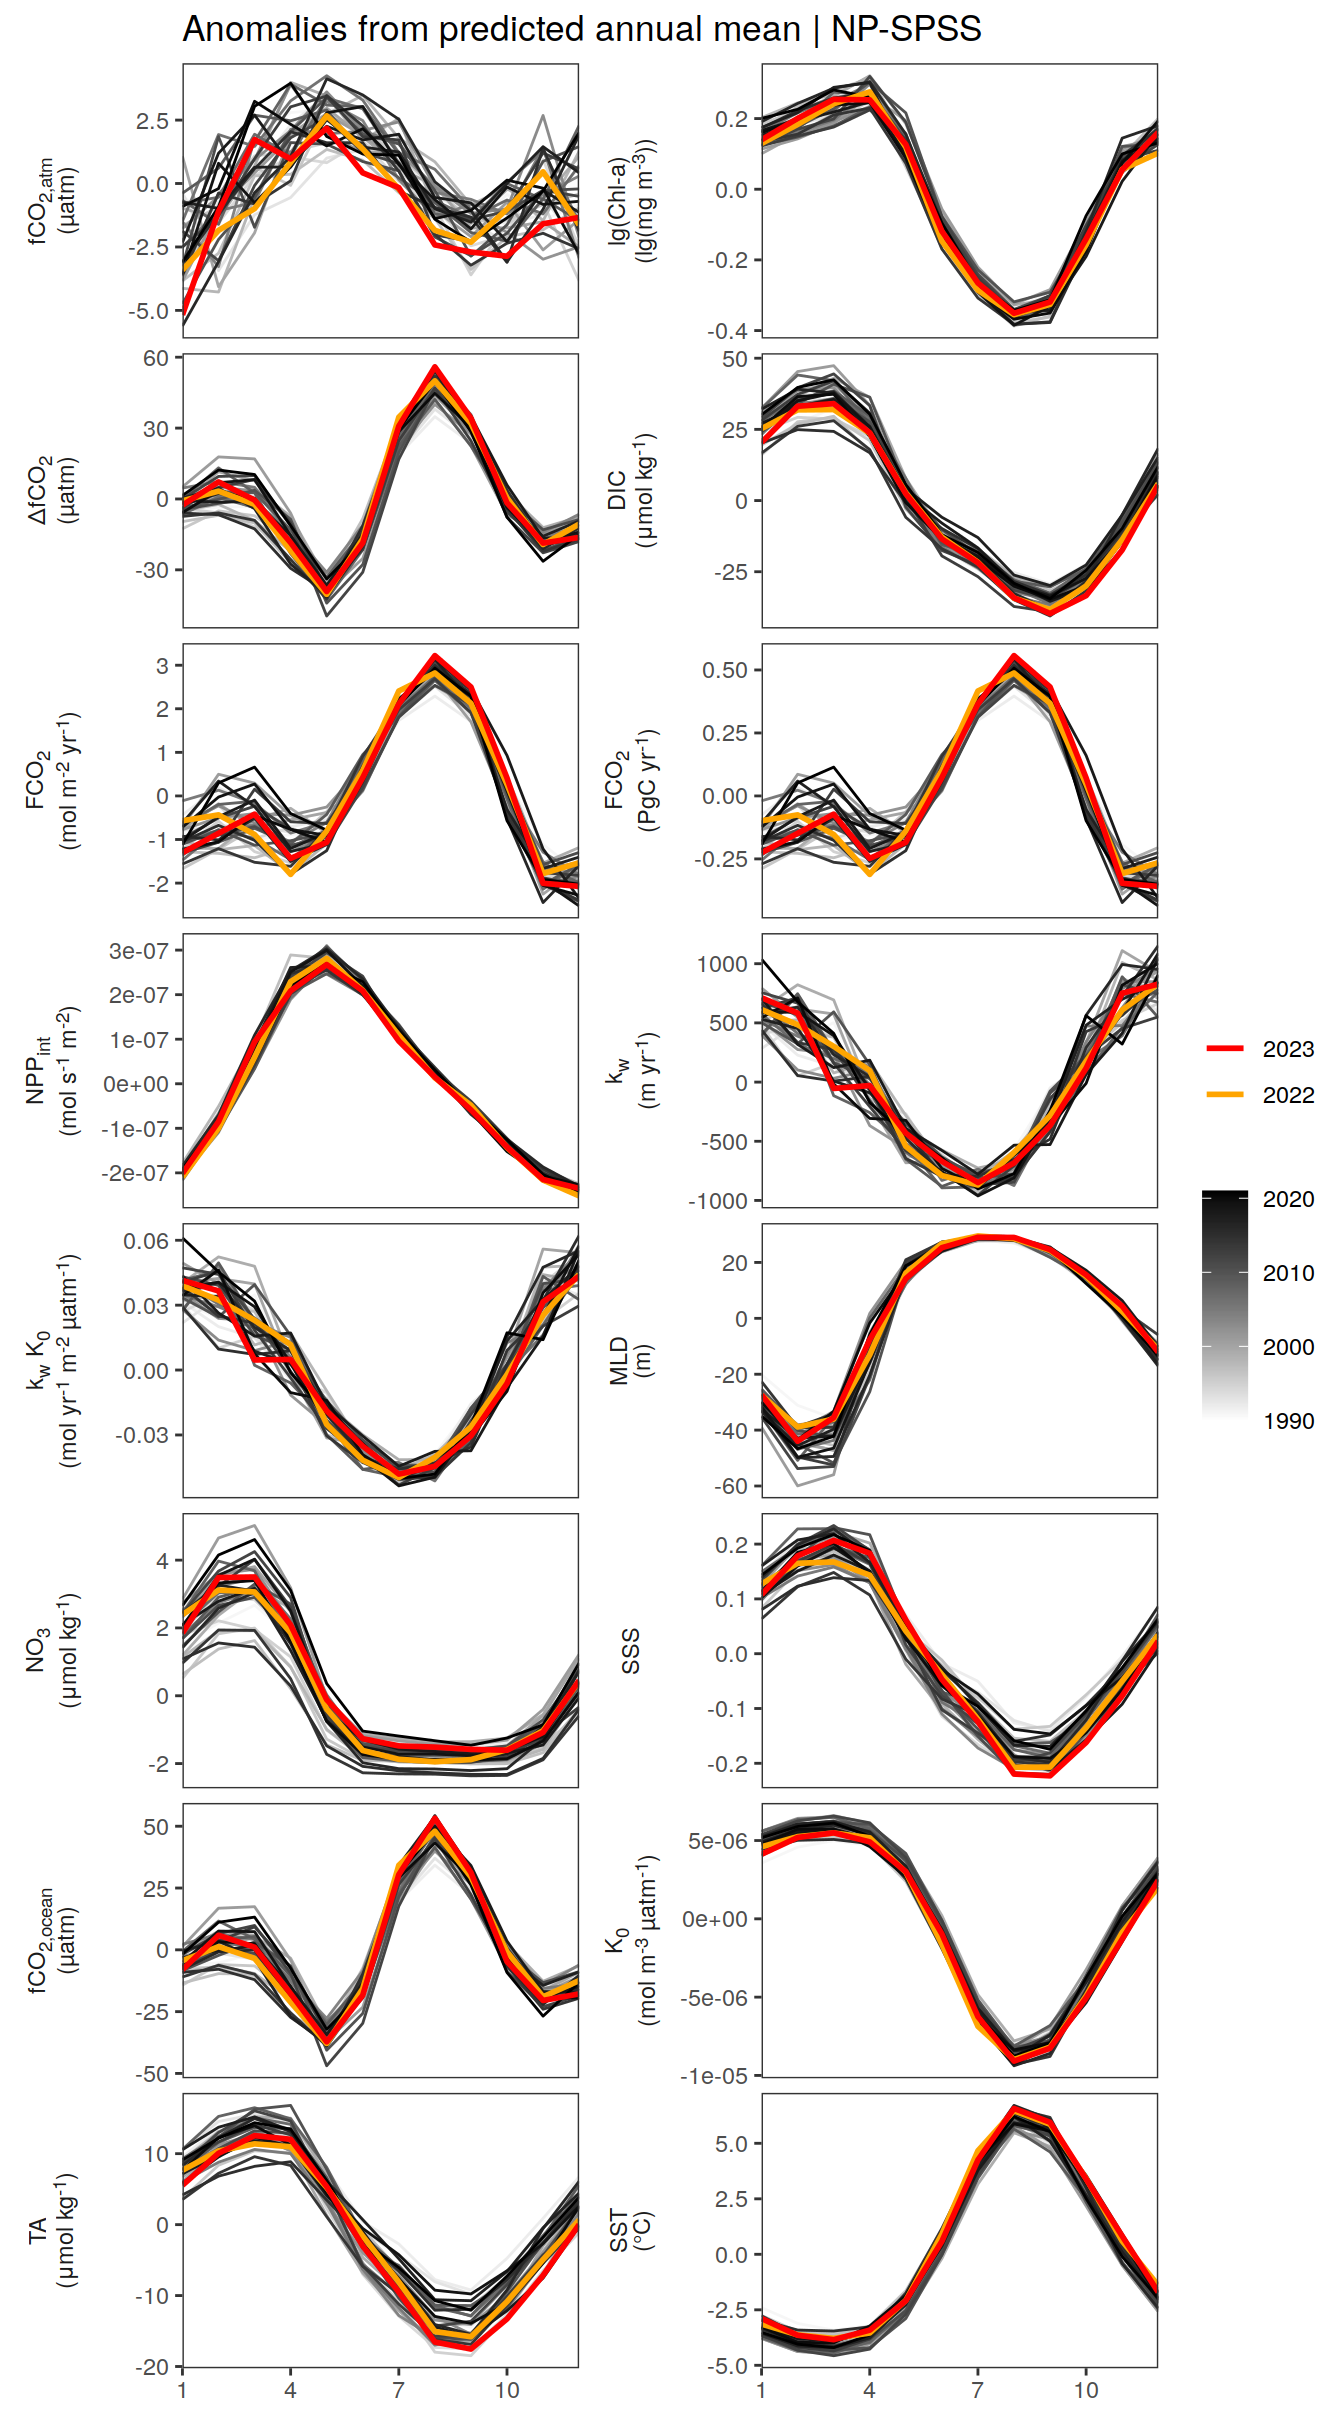 Anomalies from predicted annual mean | NP-SPSS
fCO2,atm
(µatm)
2.5
0.0
-2.5
-5.0
lg(Chl-a)
(lg(mg m-3))
0.2
0.0
-0.2
-0.4
ΔfCO2
(µatm)
60
30
0
-30
DIC
(µmol kg-1)
50
25
0
-25
FCO2
(mol m-2 yr-1)
3
2
1
0
-1
-2
FCO2
(PgC yr-1)
0.50
0.25
0.00
-0.25
NPPint
(mol s-1 m-2)
3e-07
2e-07
1e-07
0e+00
-1e-07
-2e-07
kw
(m yr-1)
1000
500
0
-500
-1000
kw K0
(mol yr-1 m-2 µatm-1)
0.06
0.03
0.00
-0.03
MLD
(m)
20
0
-20
-40
-60
NO3
(µmol kg-1)
4
2
0
-2
SSS
0.2
0.1
0.0
-0.1
-0.2
fCO2,ocean
(µatm)
50
25
0
-25
-50
K0
(mol m-3 µatm-1)
5e-06
0e+00
-5e-06
-1e-05
TA
(µmol kg-1)
10
0
-10
-20
SST
(°C)
5.0
2.5
0.0
-2.5
-5.0
1 4 7 10
1 4 7 10
2023
2022
2020
2010
2000
1990